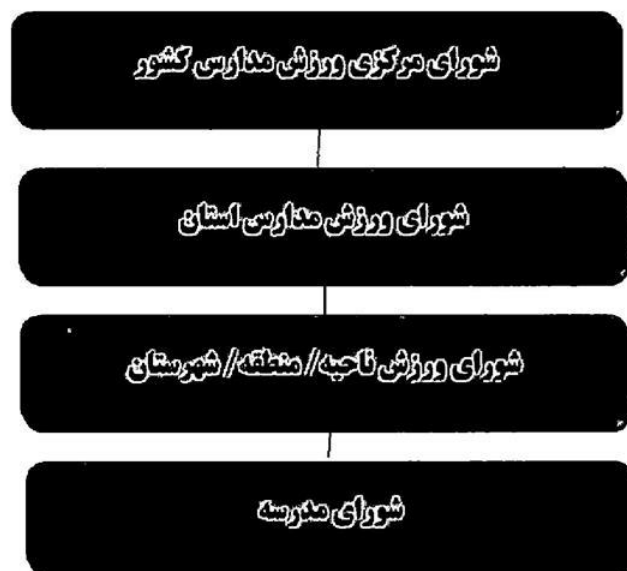 شورای مرکزی ورزش مدارس کشور
شورای ورزش مدارس استان
شورای ورزش ناحیه/ منطقه/ شهرستان
شورای مدرسه